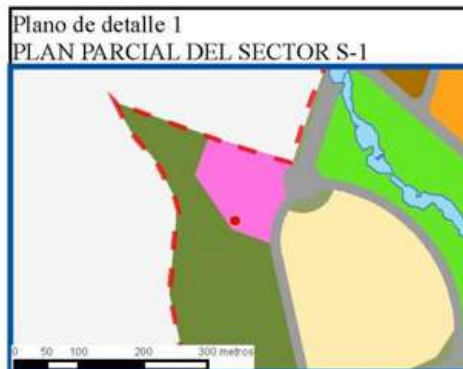 Plano de detalle 1
PLAN PARCIAL DEL SECTOR S-1
0 50 100 200 300 metros